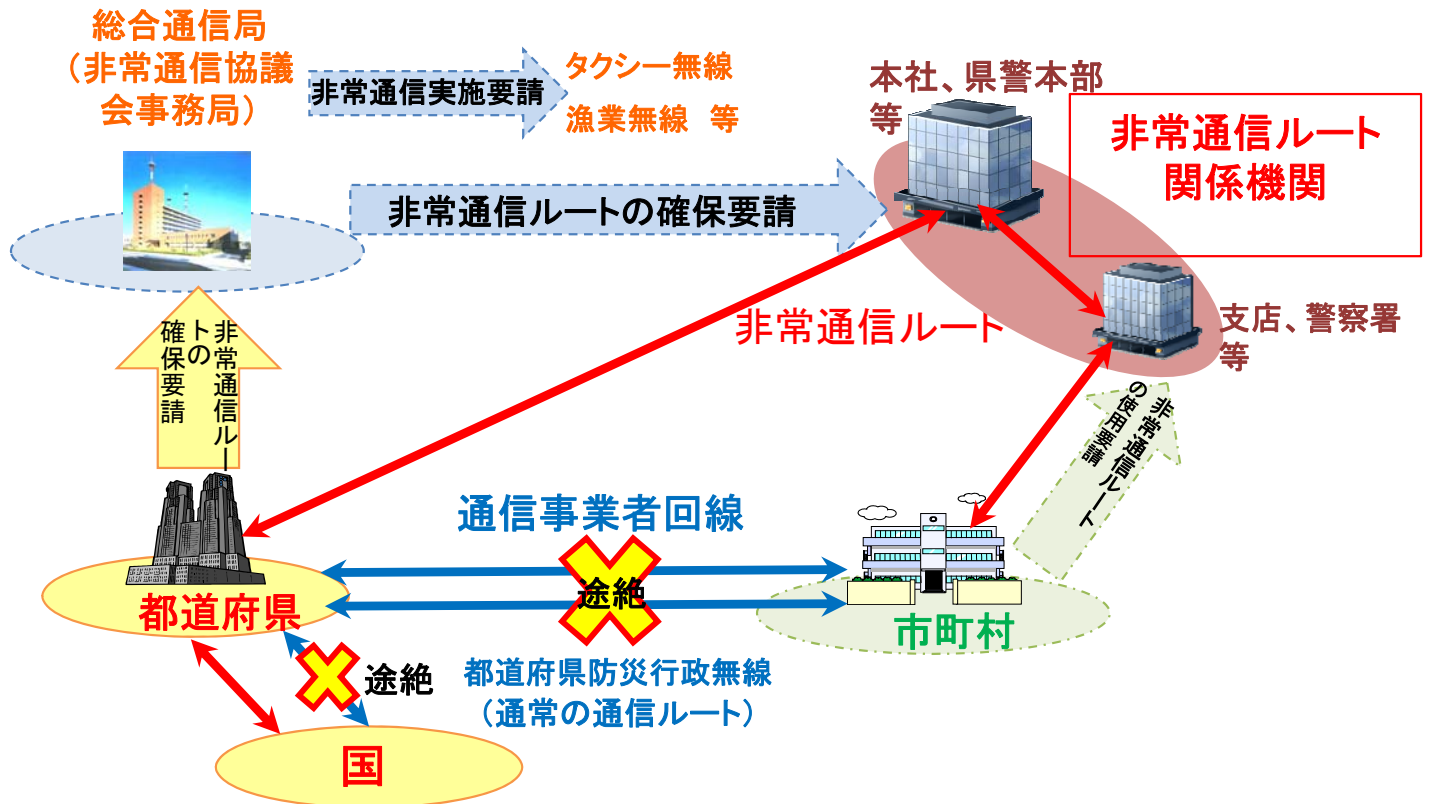 総合通信局
（非常通信協議
会事務局）
非常通信実施要請
タクシー無線
漁業無線　等
本社、県警本部
等
非常通信ルート
関係機関
非常通信ルートの確保要請
非常通信ルート
支店、警察署
等
非常通信ルー
トの
確保要請
非常通信ルート
の使用要請
通信事業者回線
途絶
都道府県
市町村
途絶
都道府県防災行政無線
（通常の通信ルート）
国